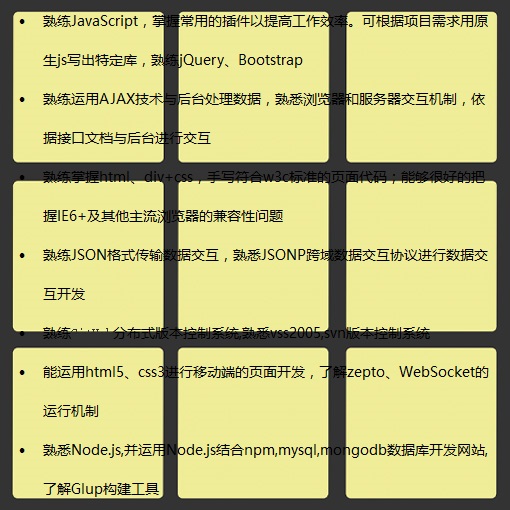 • 熟练JavaScript，掌握常用的插件以提高工作效率。可根据项目需求用原
生js写出特定库，熟练jQuery、Bootstrap
• 熟练运用AJAX技术与后台处理数据，熟悉浏览器和服务器交互机制，依
据接口文档与后台进行交互
• 熟练掌握html、div+css，手写符合w3c标准的页面代码；能够很好的把
握IE6+及其他主流浏览器的兼容性问题
• 熟练JSON格式传输数据交互，熟悉JSONP跨域数据交互协议进行数据交
互开发
• 熟练 分布式版本控制系统,熟悉vss2005,svn版本控制系统
• 能运用html5、css3进行移动端的页面开发，了解zepto、WebSocket的
运行机制
• 熟悉Node.js,并运用Node.js结合npm,mysql,mongodb数据库开发网站,
了解Glup构建工具